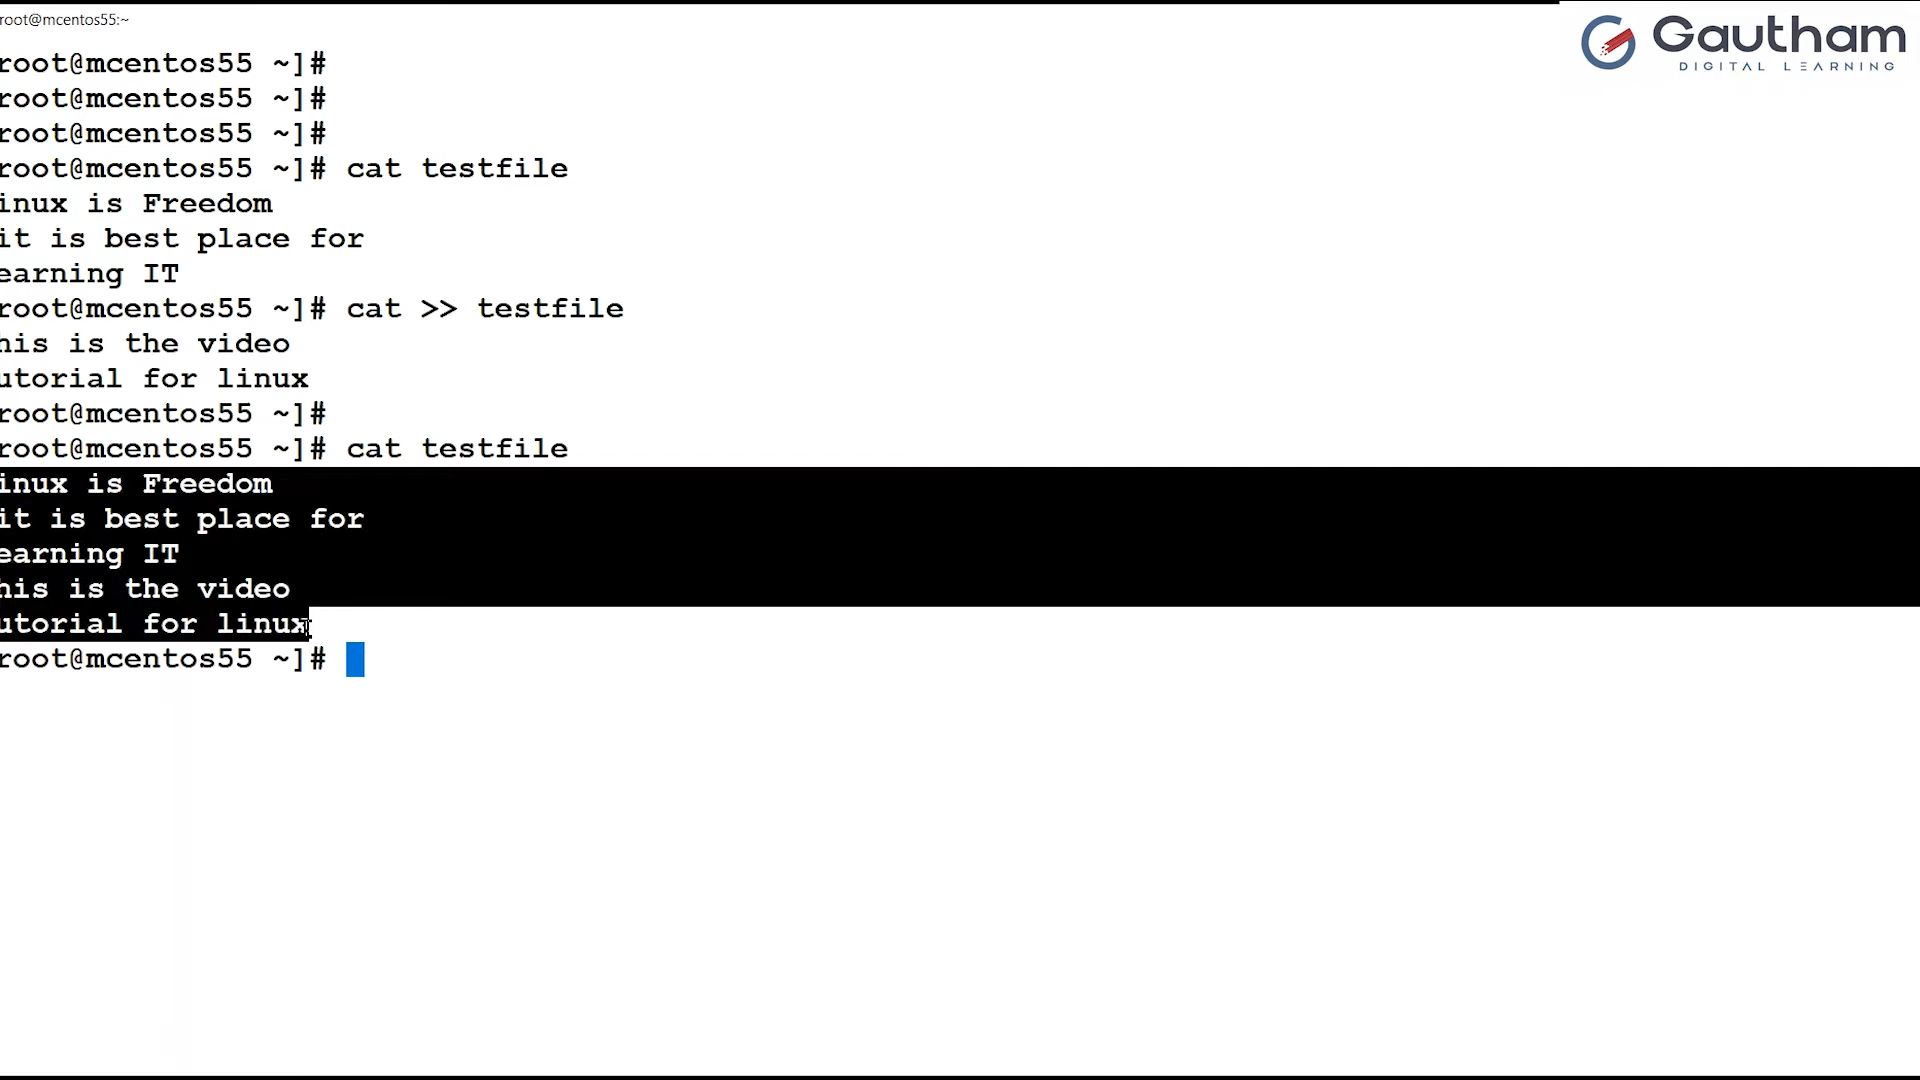 root@mcentos55:~
Gautham
DIGITAL LEARNING
root@mcentos55 ~]#
root@mcentos55 ~]#
root@mcentos55 ~]#
root@mcentos55 ~]# cat testfile
inux is Freedom
it is best place for
earning IT
root@mcentos55 ~]# cat >> testfile
his is the video
utorial for linux
root@mcentos55 ~]#
root@mcentos55 ~]# cat testfile
inux is Freedom
it is best place for
earning IT
his is the video
utorial for linux
root@mcentos55 ~]#